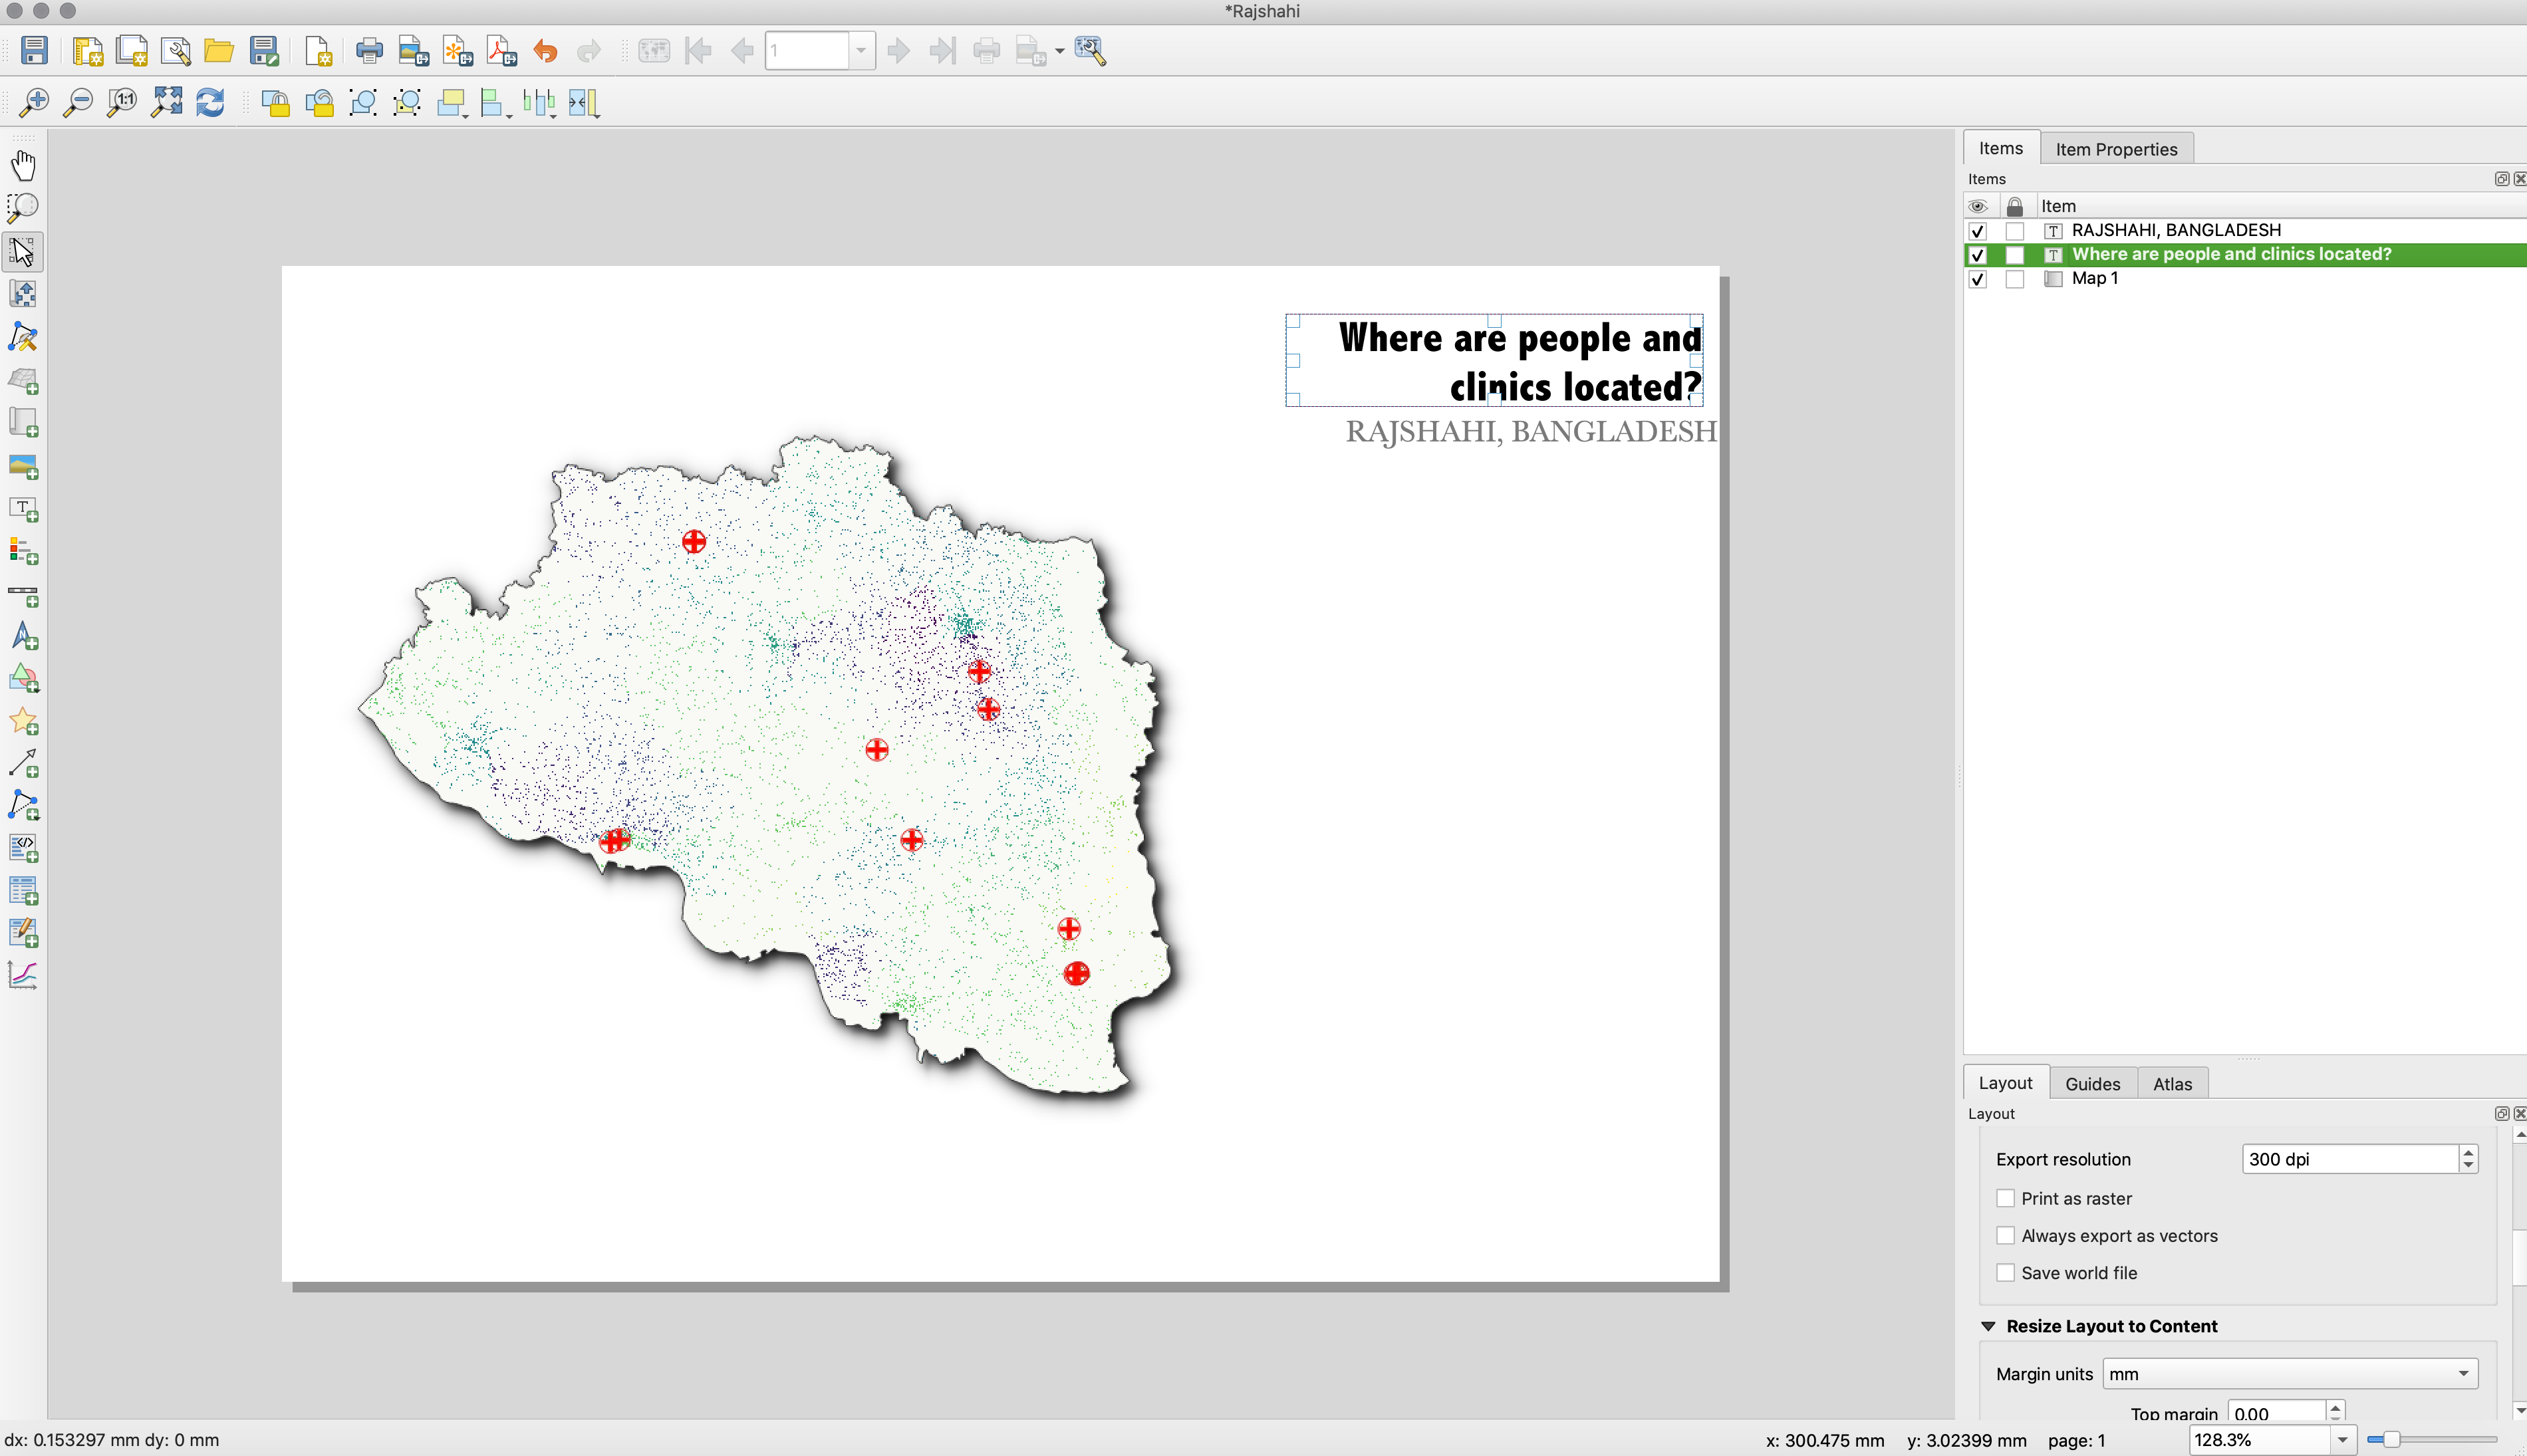 *Rajshahi
1
1:1
Items
Item Properties
Items
Item
T RAJSHAHI, BANGLADESH
T Where are people and clinics located?
Map 1
Where are people and
clinics located?
RAJSHAHI, BANGLADESH
T
</>
Layout
Guides
Atlas
Layout
Export resolution
300 dpi
Print as raster
Always export as vectors
Save world file
Resize Layout to Content
Margin units
mm
Top margin
0.00
dx: 0.153297 mm dy: 0 mm
x: 300.475 mm
y: 3.02399 mm
page: 1
128.3%